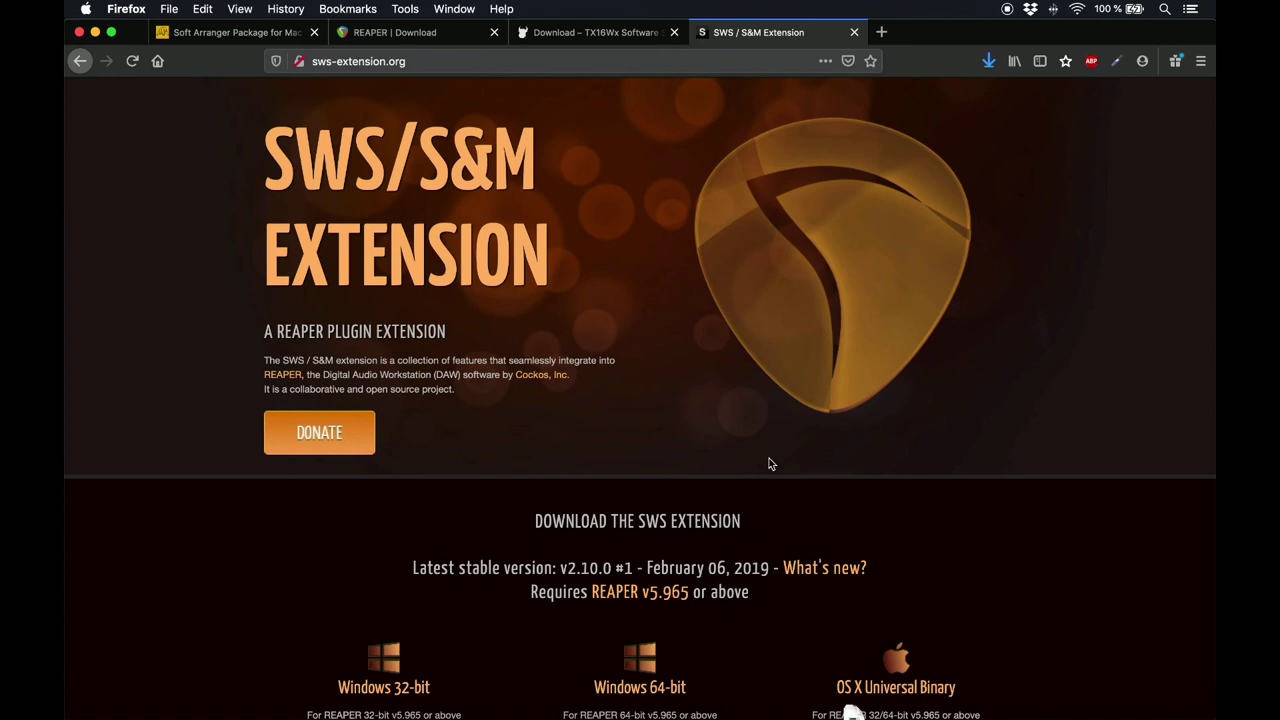 Firefox File Edit View History Bookmarks Tools Window Help 100 %
Soft Arranger Package for Mac REAPER | Download Download – TX16Wx Software S SWS / S&M Extension
sws-extension.org ABP
SWS/S&M
EXTENSION
A REAPER PLUGIN EXTENSION
The SWS / S&M extension is a collection of features that seamlessly integrate into
REAPER, the Digital Audio Workstation (DAW) software by Cockos, Inc.
It is a collaborative and open source project.
DONATE
DOWNLOAD THE SWS EXTENSION
Latest stable version: v2.10.0 #1 - February 06, 2019 - What's new?
Requires REAPER v5.965 or above
Windows 32-bit Windows 64-bit OS X Universal Binary
For REAPER 32-bit v5.965 or above For REAPER 64-bit v5.965 or above For 32/64-bit v5.965 or above